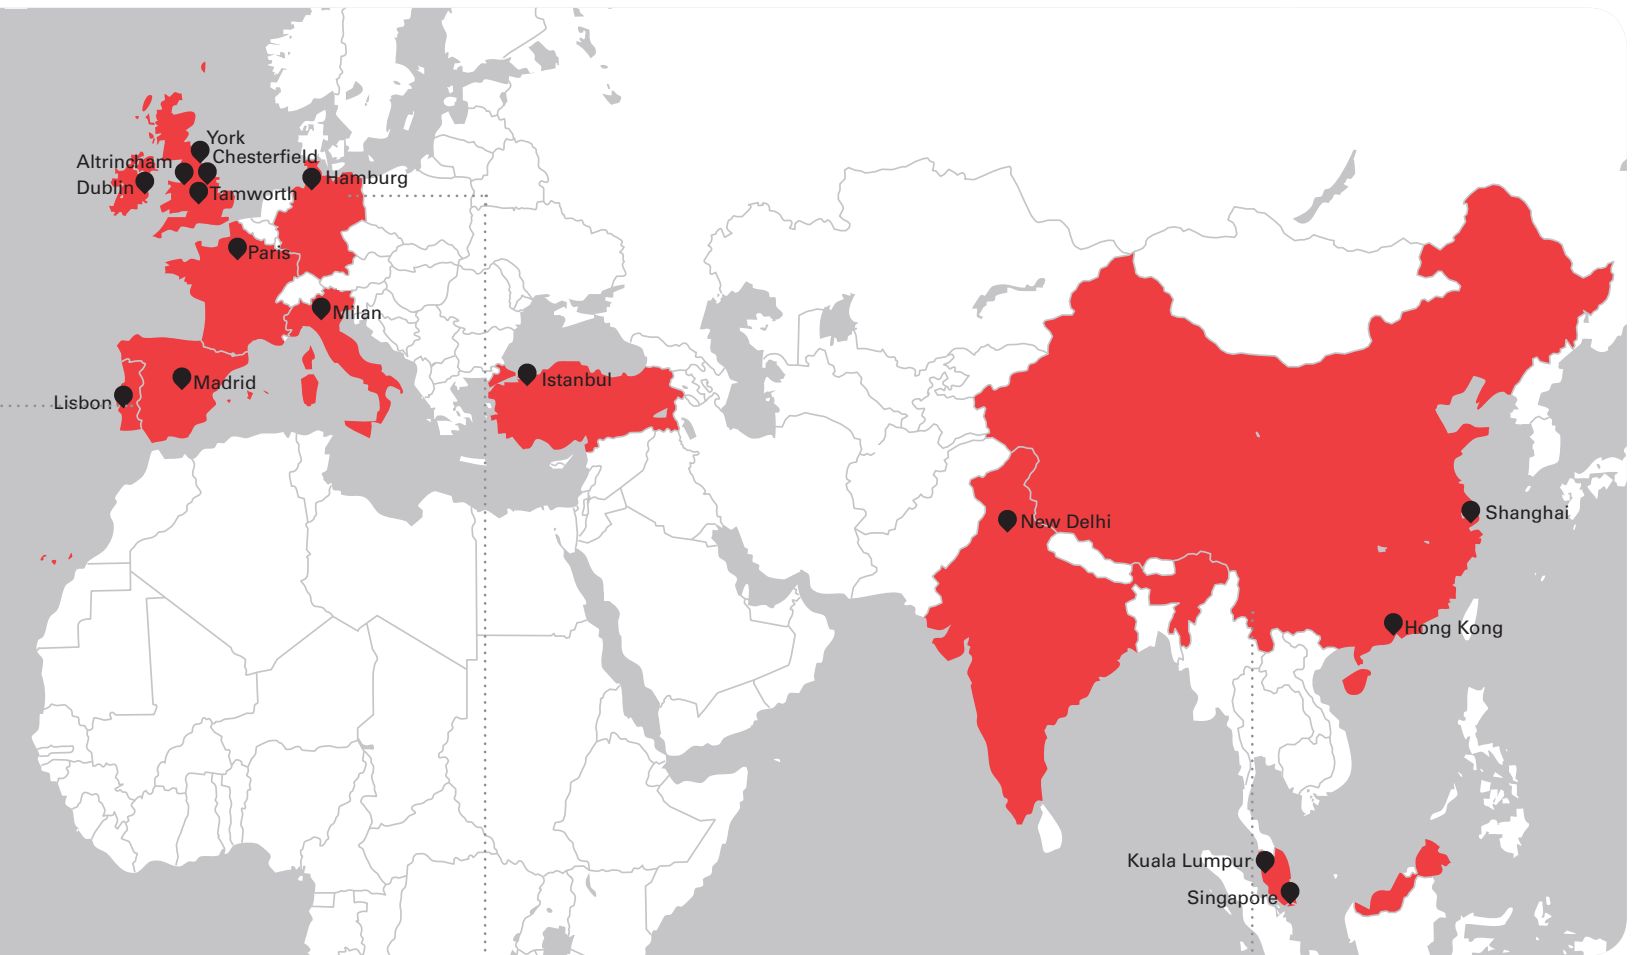 York
Chesterfield
Altrincham
Hamburg
Dublin
Tamworth
Paris
Milan
Istanbul
Madrid
Lisbon
Shanghai
New Delhi
Hong Kong
Kuala Lumpur
Singapore